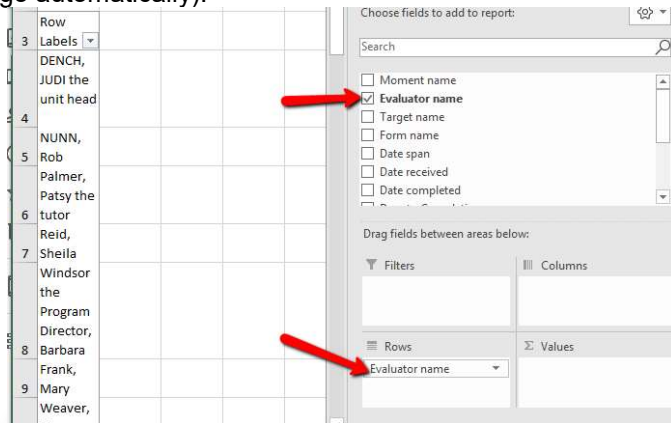 ge automatically).
Row
3 Labels
DENCH,
JUDI the
unit head
4
NUNN,
5 Rob
Palmer,
Patsy the
6 tutor
Reid,
7 Sheila
Windsor
the
Program
Director,
8 Barbara
Frank,
9 Mary
Weaver,
Choose fields to add to report:
Search
Moment name
Evaluator name
Target name
Form name
Date span
Date received
Date completed
Drag fields between areas below:
Filters
Columns
Rows
Σ Values
Evaluator name